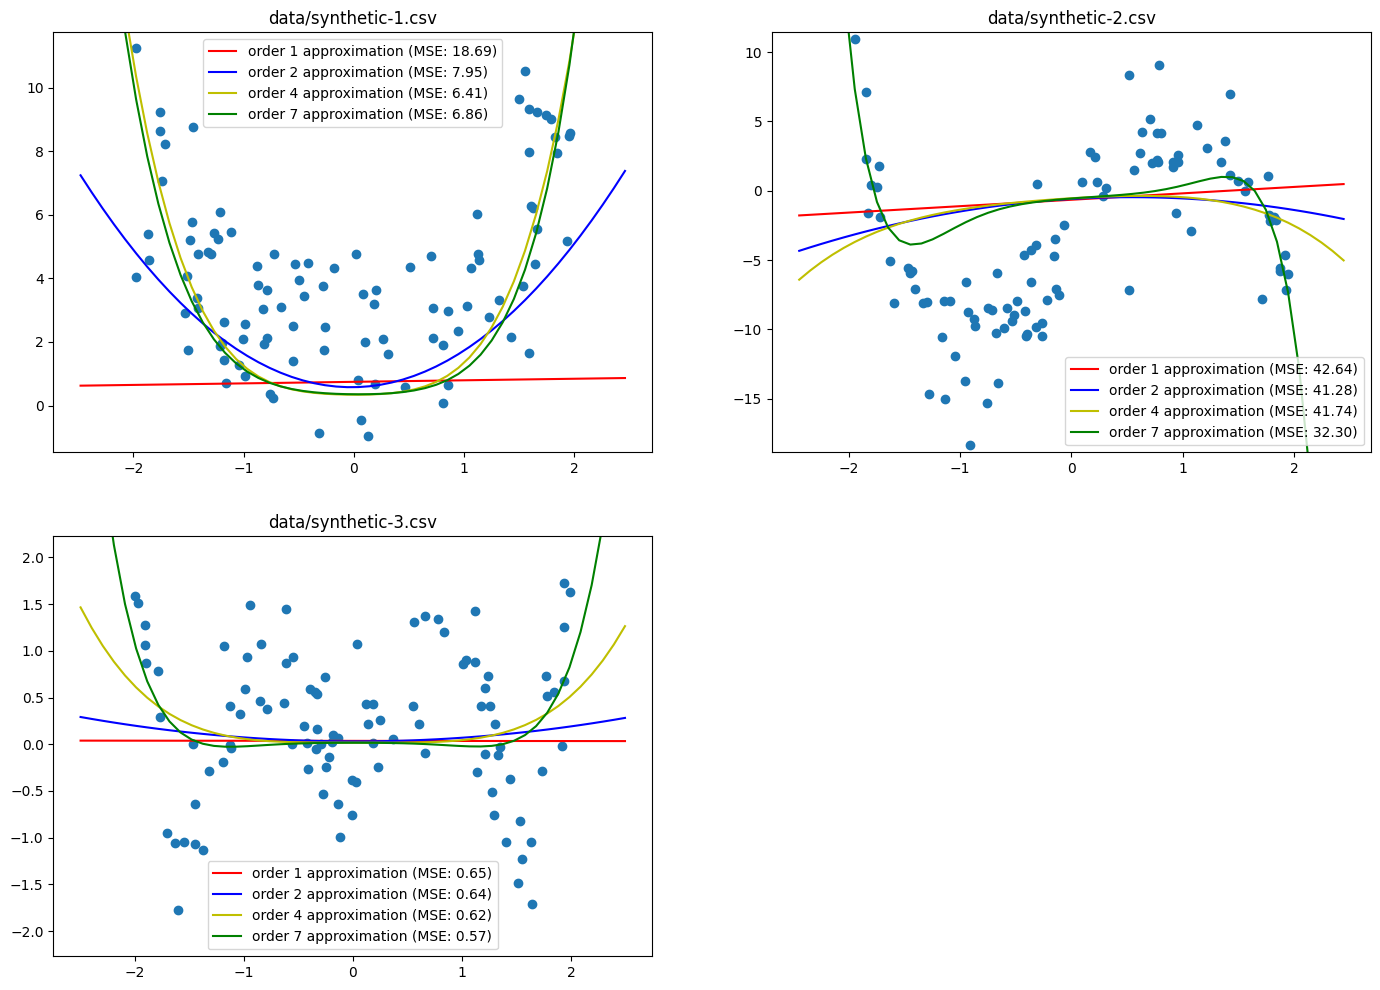 data/synthetic-1.csv
order 1 approximation (MSE: 18.69)
order 2 approximation (MSE: 7.95)
order 4 approximation (MSE: 6.41)
order 7 approximation (MSE: 6.86)
10
8
6
4
2
0
−2 −1 0 1 2
data/synthetic-2.csv
10
5
0
−5
−10
−15
order 1 approximation (MSE: 42.64)
order 2 approximation (MSE: 41.28)
order 4 approximation (MSE: 41.74)
order 7 approximation (MSE: 32.30)
−2 −1 0 1 2
data/synthetic-3.csv
2.0
1.5
1.0
0.5
0.0
−0.5
−1.0
−1.5
−2.0
order 1 approximation (MSE: 0.65)
order 2 approximation (MSE: 0.64)
order 4 approximation (MSE: 0.62)
order 7 approximation (MSE: 0.57)
−2 −1 0 1 2